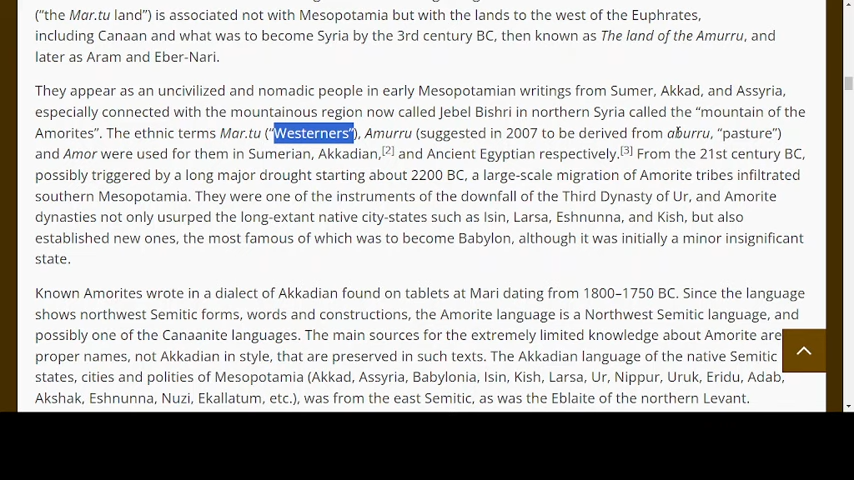 ("the Mar.tu land") is associated not with Mesopotamia but with the lands to the west of the Euphrates,
including Canaan and what was to become Syria by the 3rd century BC, then known as The land of the Amurru, and
later as Aram and Eber-Nari.
They appear as an uncivilized and nomadic people in early Mesopotamian writings from Sumer, Akkad, and Assyria,
especially connected with the mountainous region now called Jebel Bishri in northern Syria called the "mountain of the
Amorites". The ethnic terms Mar.tu ("Westerners"), Amurru (suggested in 2007 to be derived from aburru, "pasture")
and Amor were used for them in Sumerian, Akkadian,[2] and Ancient Egyptian respectively.[3] From the 21st century BC,
possibly triggered by a long major drought starting about 2200 BC, a large-scale migration of Amorite tribes infiltrated
southern Mesopotamia. They were one of the instruments of the downfall of the Third Dynasty of Ur, and Amorite
dynasties not only usurped the long-extant native city-states such as Isin, Larsa, Eshnunna, and Kish, but also
established new ones, the most famous of which was to become Babylon, although it was initially a minor insignificant
state.
Known Amorites wrote in a dialect of Akkadian found on tablets at Mari dating from 1800–1750 BC. Since the language
shows northwest Semitic forms, words and constructions, the Amorite language is a Northwest Semitic language, and
possibly one of the Canaanite languages. The main sources for the extremely limited knowledge about Amorite are
proper names, not Akkadian in style, that are preserved in such texts. The Akkadian language of the native Semitic
states, cities and polities of Mesopotamia (Akkad, Assyria, Babylonia, Isin, Kish, Larsa, Ur, Nippur, Uruk, Eridu, Adab,
Akshak, Eshnunna, Nuzi, Ekallatum, etc.), was from the east Semitic, as was the Eblaite of the northern Levant.